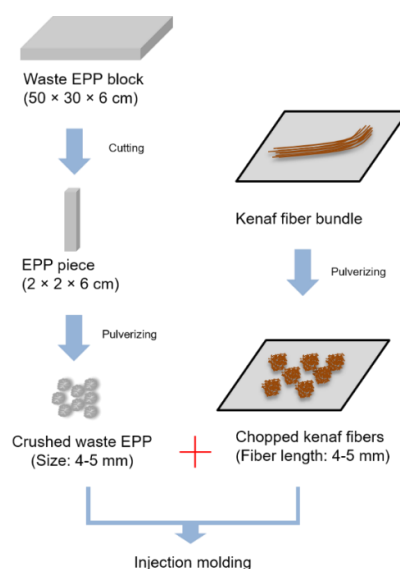 Waste EPP block
(50 × 30 × 6 cm)
Cutting
EPP piece
(2 × 2 × 6 cm)
Pulverizing
Crushed waste EPP
(Size: 4-5 mm)
Kenaf fiber bundle
Pulverizing
Chopped kenaf fibers
(Fiber length: 4-5 mm)
Injection molding